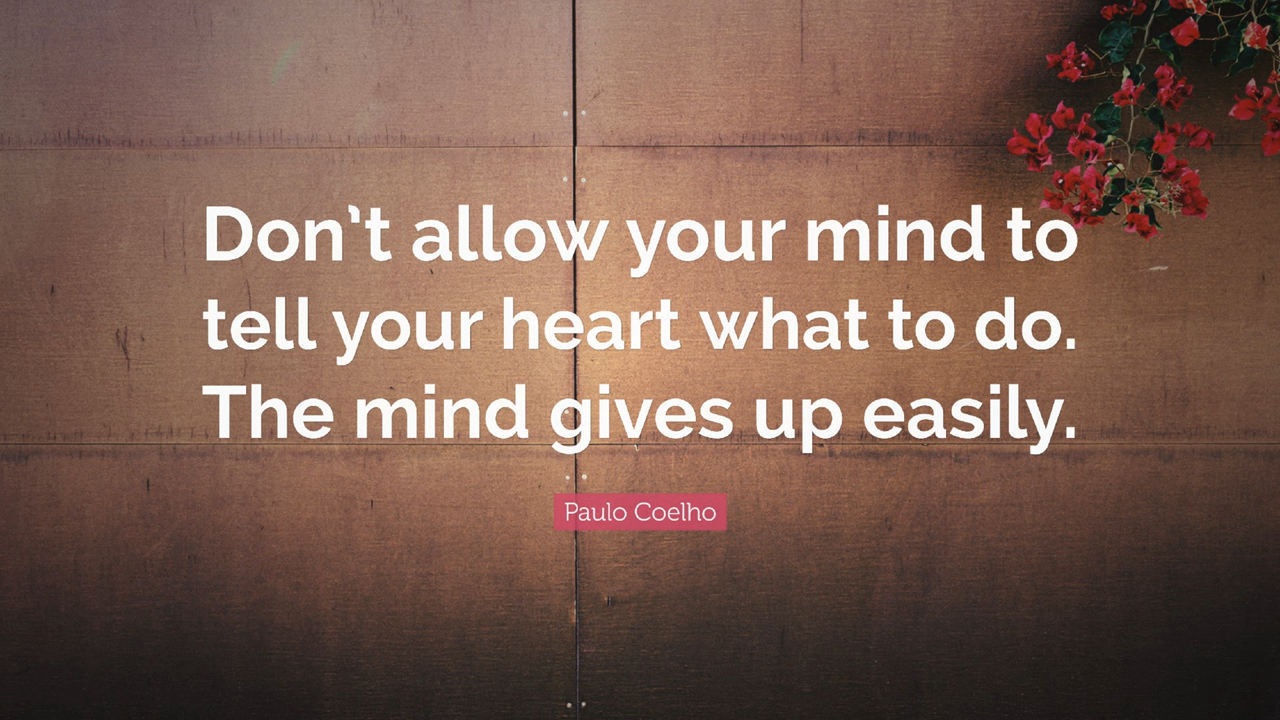 Don’t allow your mind to
tell your heart what to do.
The mind gives up easily.
Paulo Coelho